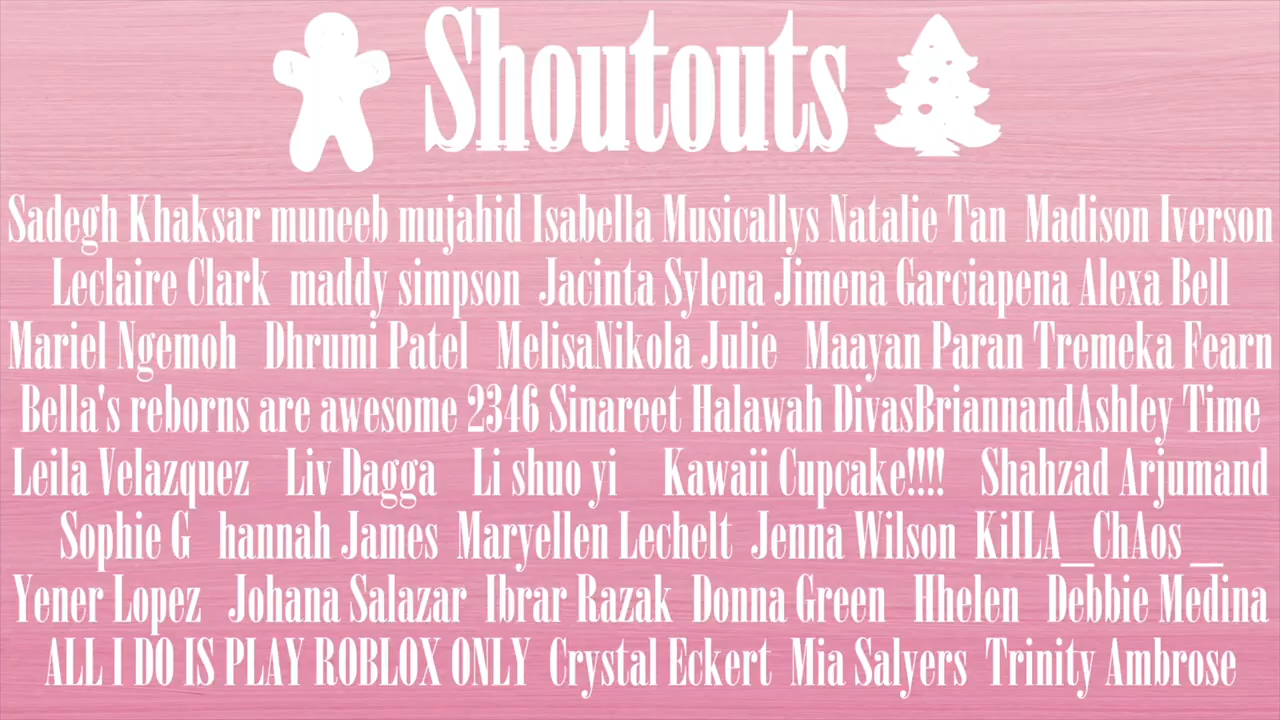 Shoutouts
Sadegh Khaksar muneeb mujahid Isabella Musicallys Natalie Tan Madison Iverson
Leclaire Clark maddy simpson Jacinta Sylena Jimena Garciapena Alexa Bell
Mariel Ngemoh Dhrumi Patel MelisaNikola Julie Maayan Paran Tremeka Fearn
Bella's reborns are awesome 2346 Sinareet Halawah DivasBriannandAshley Time
Leila Velazquez Liv Dagga Li shuo yi Kawaii Cupcake!!!! Shahzad Arjumand
Sophie G hannah James Maryellen Lechelt Jenna Wilson KiILA_ChAos_
Yener Lopez Johana Salazar Ibrar Razak Donna Green Hhelen Debbie Medina
ALL I DO IS PLAY ROBLOX ONLY Crystal Eckert Mia Salyers Trinity Ambrose